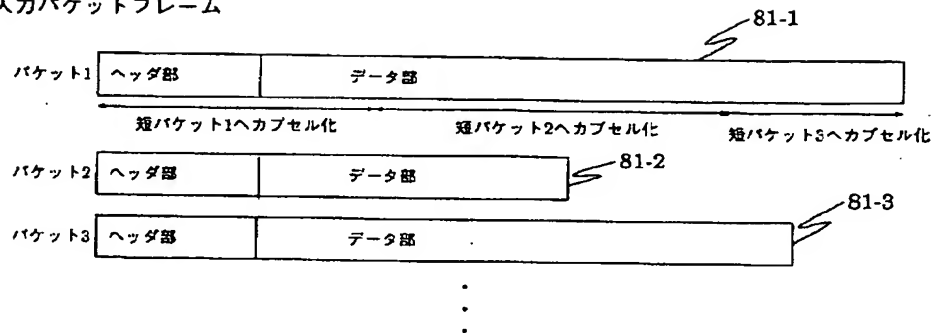 入力パケットフレーム
81-1
パケット1 ヘッダ部 データ部
短パケット1へカプセル化 短パケット2へカプセル化 短パケット3へカプセル化
パケット2 ヘッダ部 データ部 81-2
81-3
パケット3 ヘッダ部 データ部